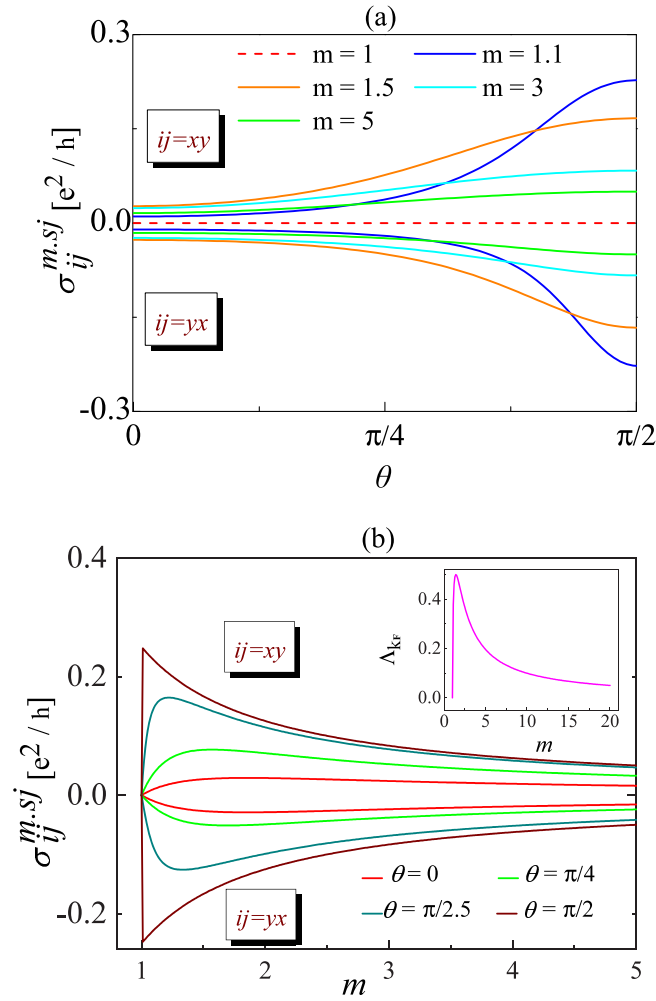 (a)
0.3
m = 1
m = 1.1
m = 1.5
m = 3
m = 5
ij=xy
σ_{ij}^{m.sj} [e² / h]
0.0
ij=yx
-0.3
0
π/4
π/2
θ
(b)
0.4
ij=xy
Λ_{k_F}
0.4
0.2
0.0
0
5
10
15
20
m
σ_{ij}^{m.sj} [e² / h]
0.2
0.0
-0.2
θ = 0
θ = π/4
θ = π/2.5
θ = π/2
ij=yx
1
2
3
4
5
m